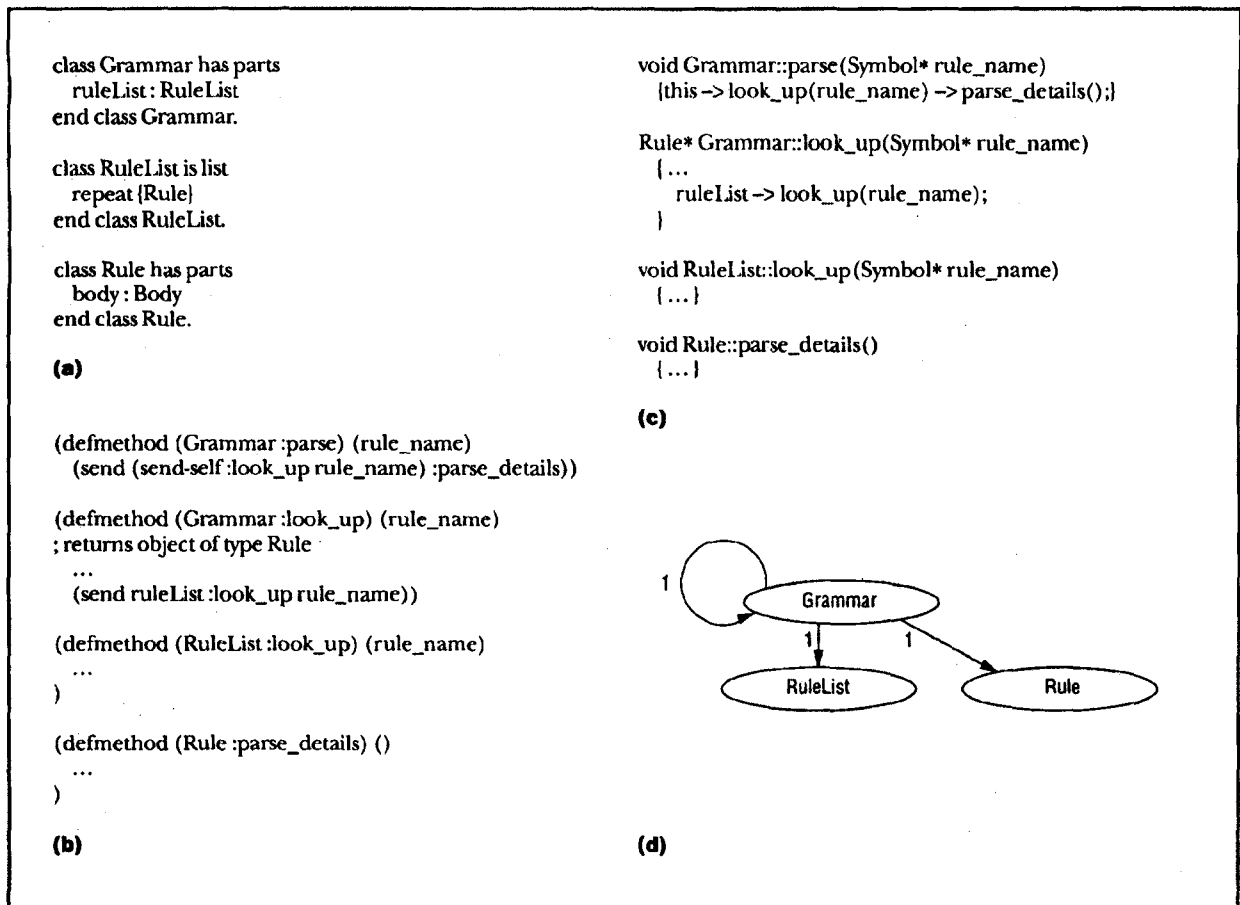 class Grammar has parts
ruleList : RuleList
end class Grammar.
class RuleList is list
repeat {Rule}
end class RuleList.
class Rule has parts
body : Body
end class Rule.
(a)
(defmethod (Grammar :parse) (rule_name)
(send (send-self :look_up rule_name) :parse_details))
(defmethod (Grammar :look_up) (rule_name)
; returns object of type Rule
...
(send ruleList :look_up rule_name))
(defmethod (RuleList :look_up) (rule_name)
...
)
(defmethod (Rule :parse_details) ()
...
)
(b)
void Grammar::parse(Symbol* rule_name)
{this -> look_up(rule_name) -> parse_details();}
Rule* Grammar::look_up(Symbol* rule_name)
{ ...
ruleList -> look_up(rule_name);
}
void RuleList::look_up(Symbol* rule_name)
{ ... }
void Rule::parse_details()
{ ... }
(c)
1
Grammar
1
1
RuleList
Rule
(d)